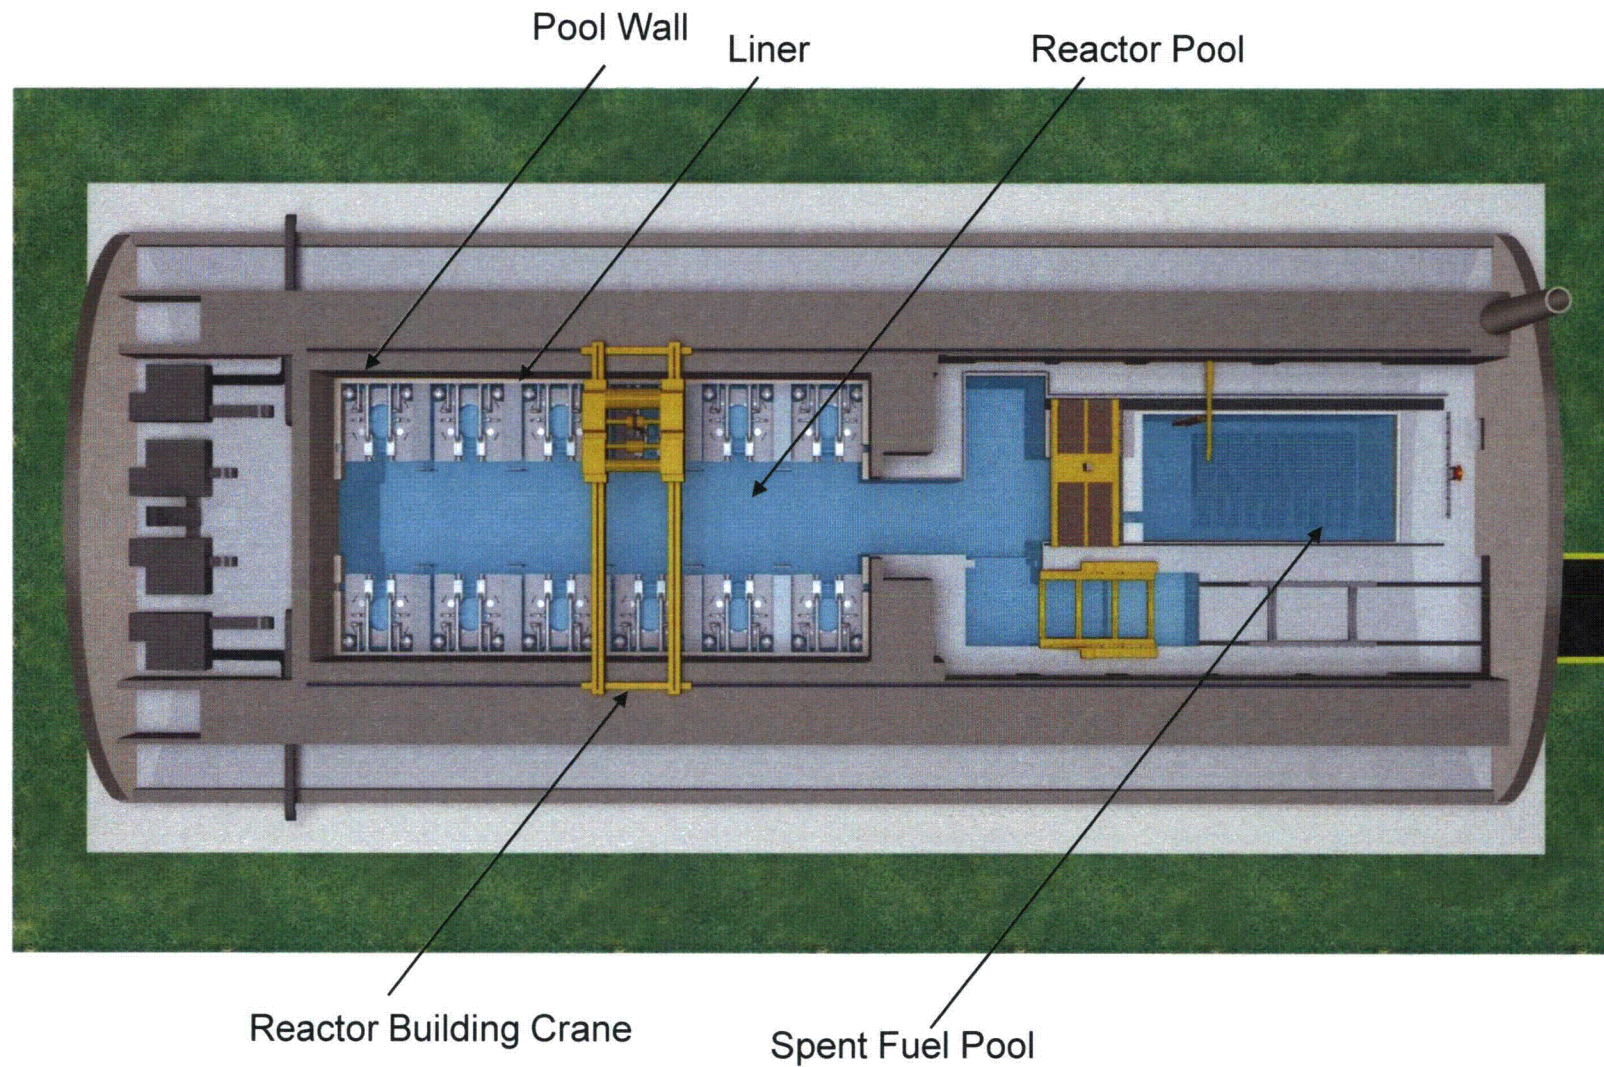 Pool Wall
Liner
Reactor Pool
Reactor Building Crane
Spent Fuel Pool